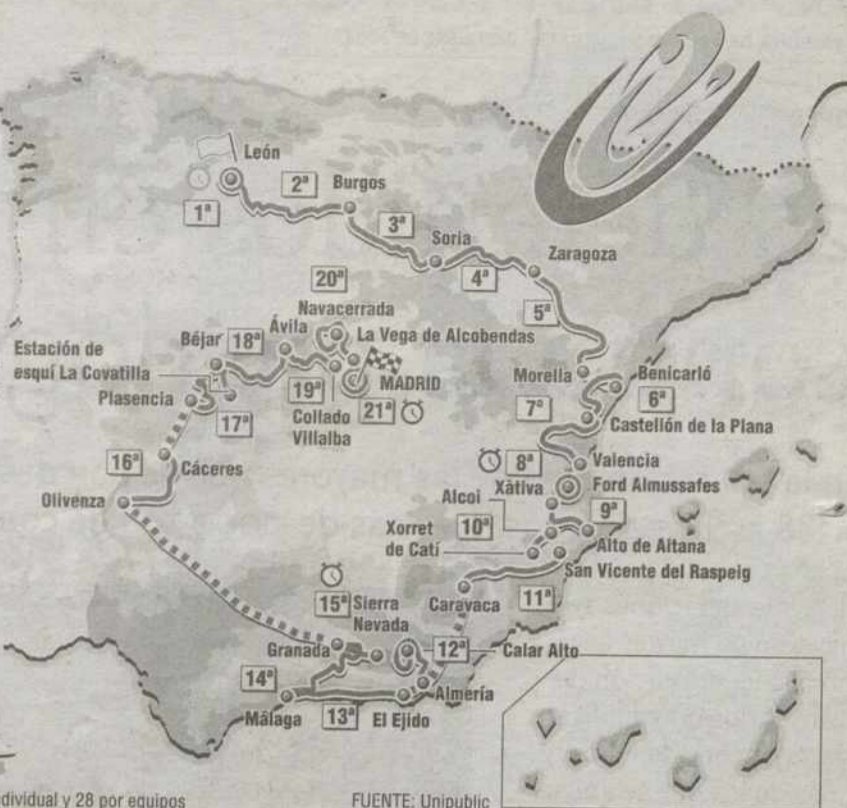 León
1ª
2ª
Burgos
3ª
Soria
4ª
Zaragoza
5ª
20ª
Navacerrada
La Vega de Alcobendas
Ávila
18ª
Béjar
Estación de
esquí La Covatilla
Plasencia
17ª
19ª
Collado
Villalba
MADRID
21ª
Morella
Benicarló
6ª
7ª
Castellón de la Plana
16ª
Cáceres
Olivenza
8ª
Valencia
Xàtiva
Ford Almussafes
Alcoi
9ª
10ª
Xorret
de Catí
Alto de Aitana
San Vicente del Raspeig
Caravaca
11ª
15ª
Sierra
Nevada
Granada
12ª
Calar Alto
14ª
Almería
Málaga
13ª
El Ejido
dividual y 28 por equipos
FUENTE: Unipublic